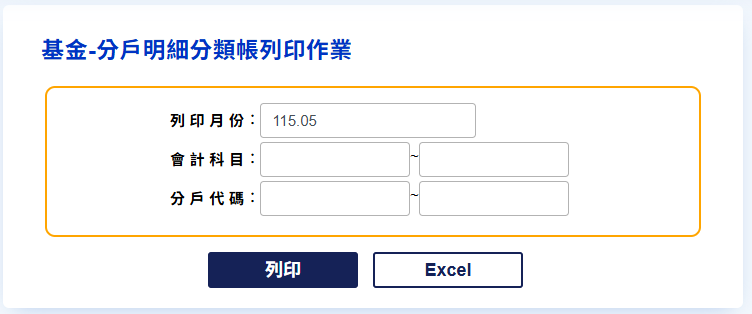 基金-分戶明細分類帳列印作業
列印月份：115.05
會計科目： ~
分戶代碼： ~
列印 Excel